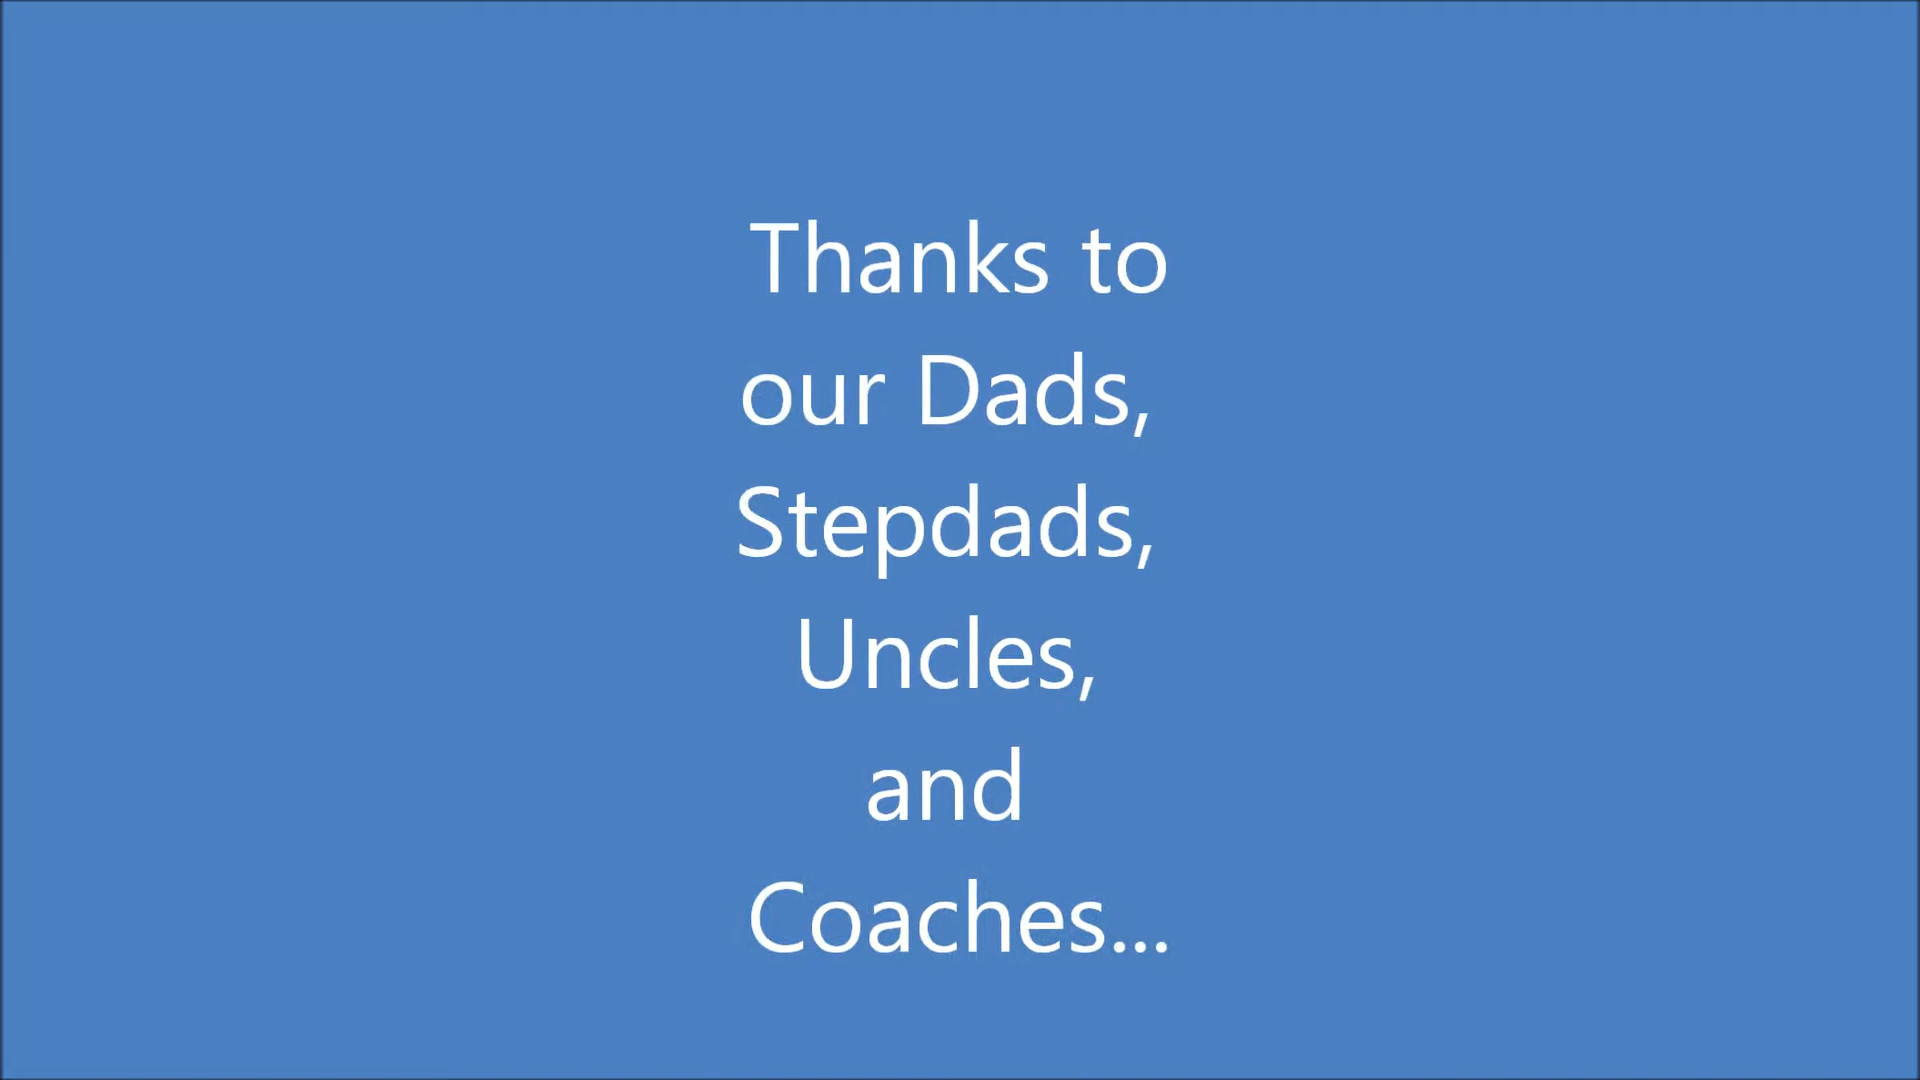 Thanks to
our Dads,
Stepdads,
Uncles,
and
Coaches...